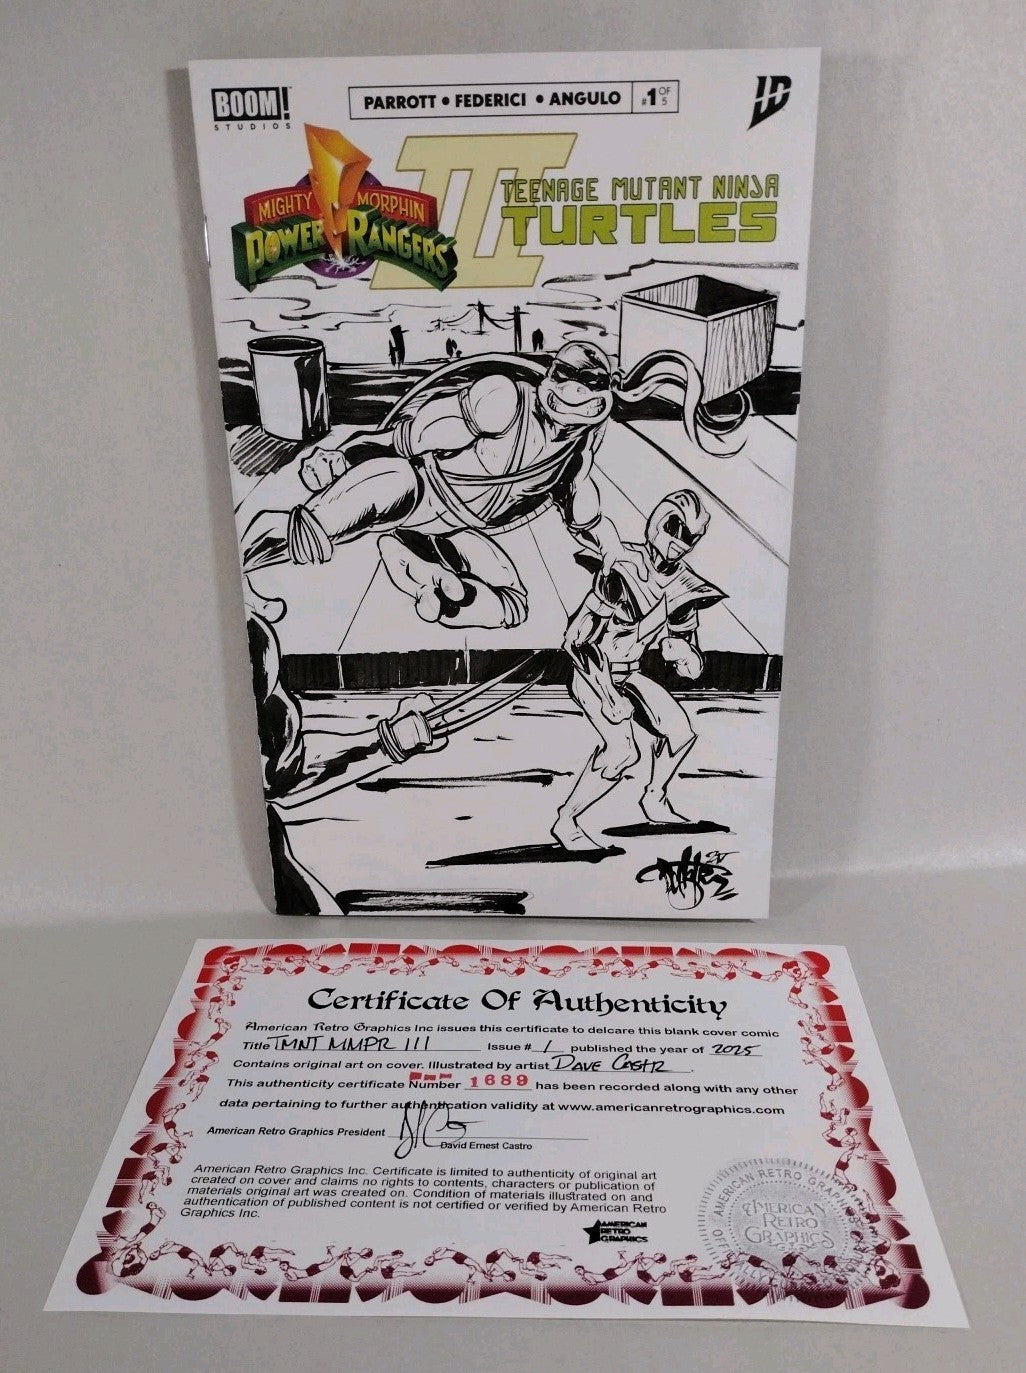 BOOM!
STUDIOS
PARROTT • FEDERICI • ANGULO #1 OF 5
MIGHTY MORPHIN
POWER RANGERS
III
TEENAGE MUTANT NINJA
TURTLES
Certificate Of Authenticity
American Retro Graphics Inc issues this certificate to delcare this blank cover comic
Title TMNT MMPR III Issue # 1 published the year of 2025
Contains original art on cover. Illustrated by artist Dave Castr.
This authenticity certificate Number 1689 has been recorded along with any other
data pertaining to further authentication validity at www.americanretrographics.com
American Retro Graphics President
David Ernest Castro
American Retro Graphics Inc. Certificate is limited to authenticity of original art
created on cover and claims no rights to contents, characters or publication of
materials original art was created on. Condition of materials illustrated on and
authentication of published content is not certified or verified by American Retro
Graphics Inc.
AMERICAN
RETRO
GRAPHICS
AMERICAN RETRO GRAPHICS
AMERICAN
RETRO
GRAPHICS